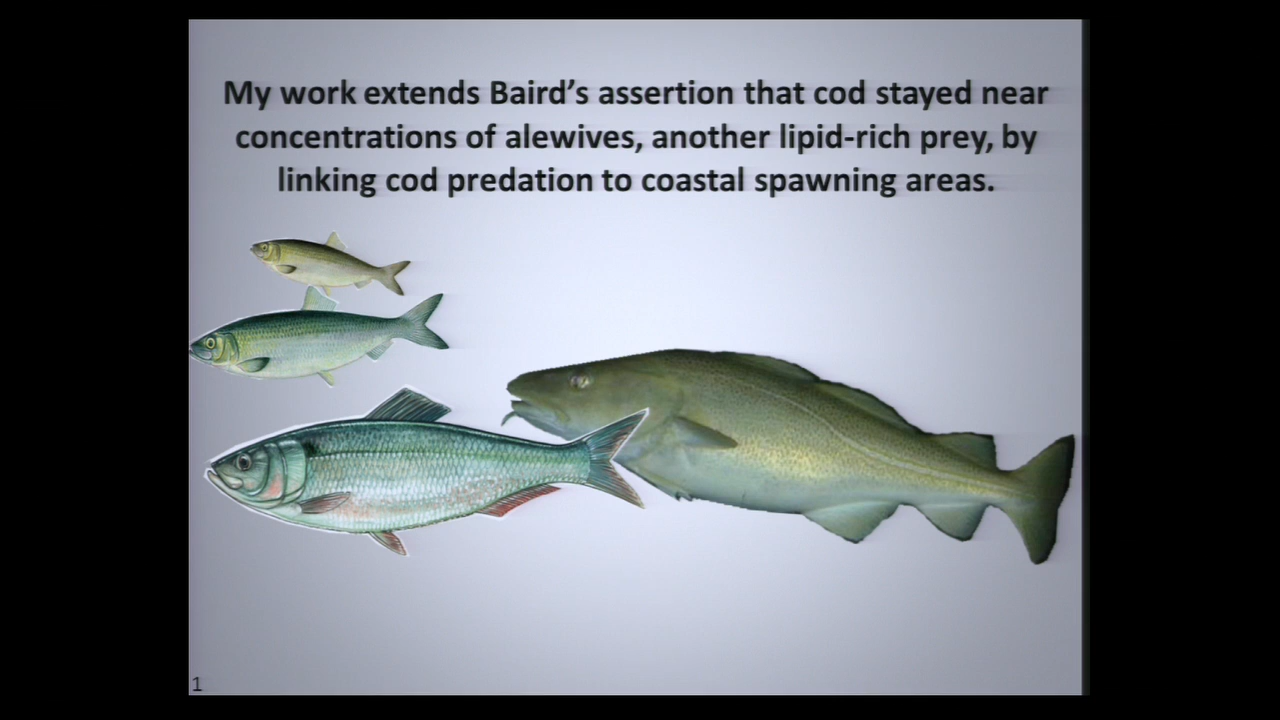 My work extends Baird’s assertion that cod stayed near
concentrations of alewives, another lipid-rich prey, by
linking cod predation to coastal spawning areas.
1